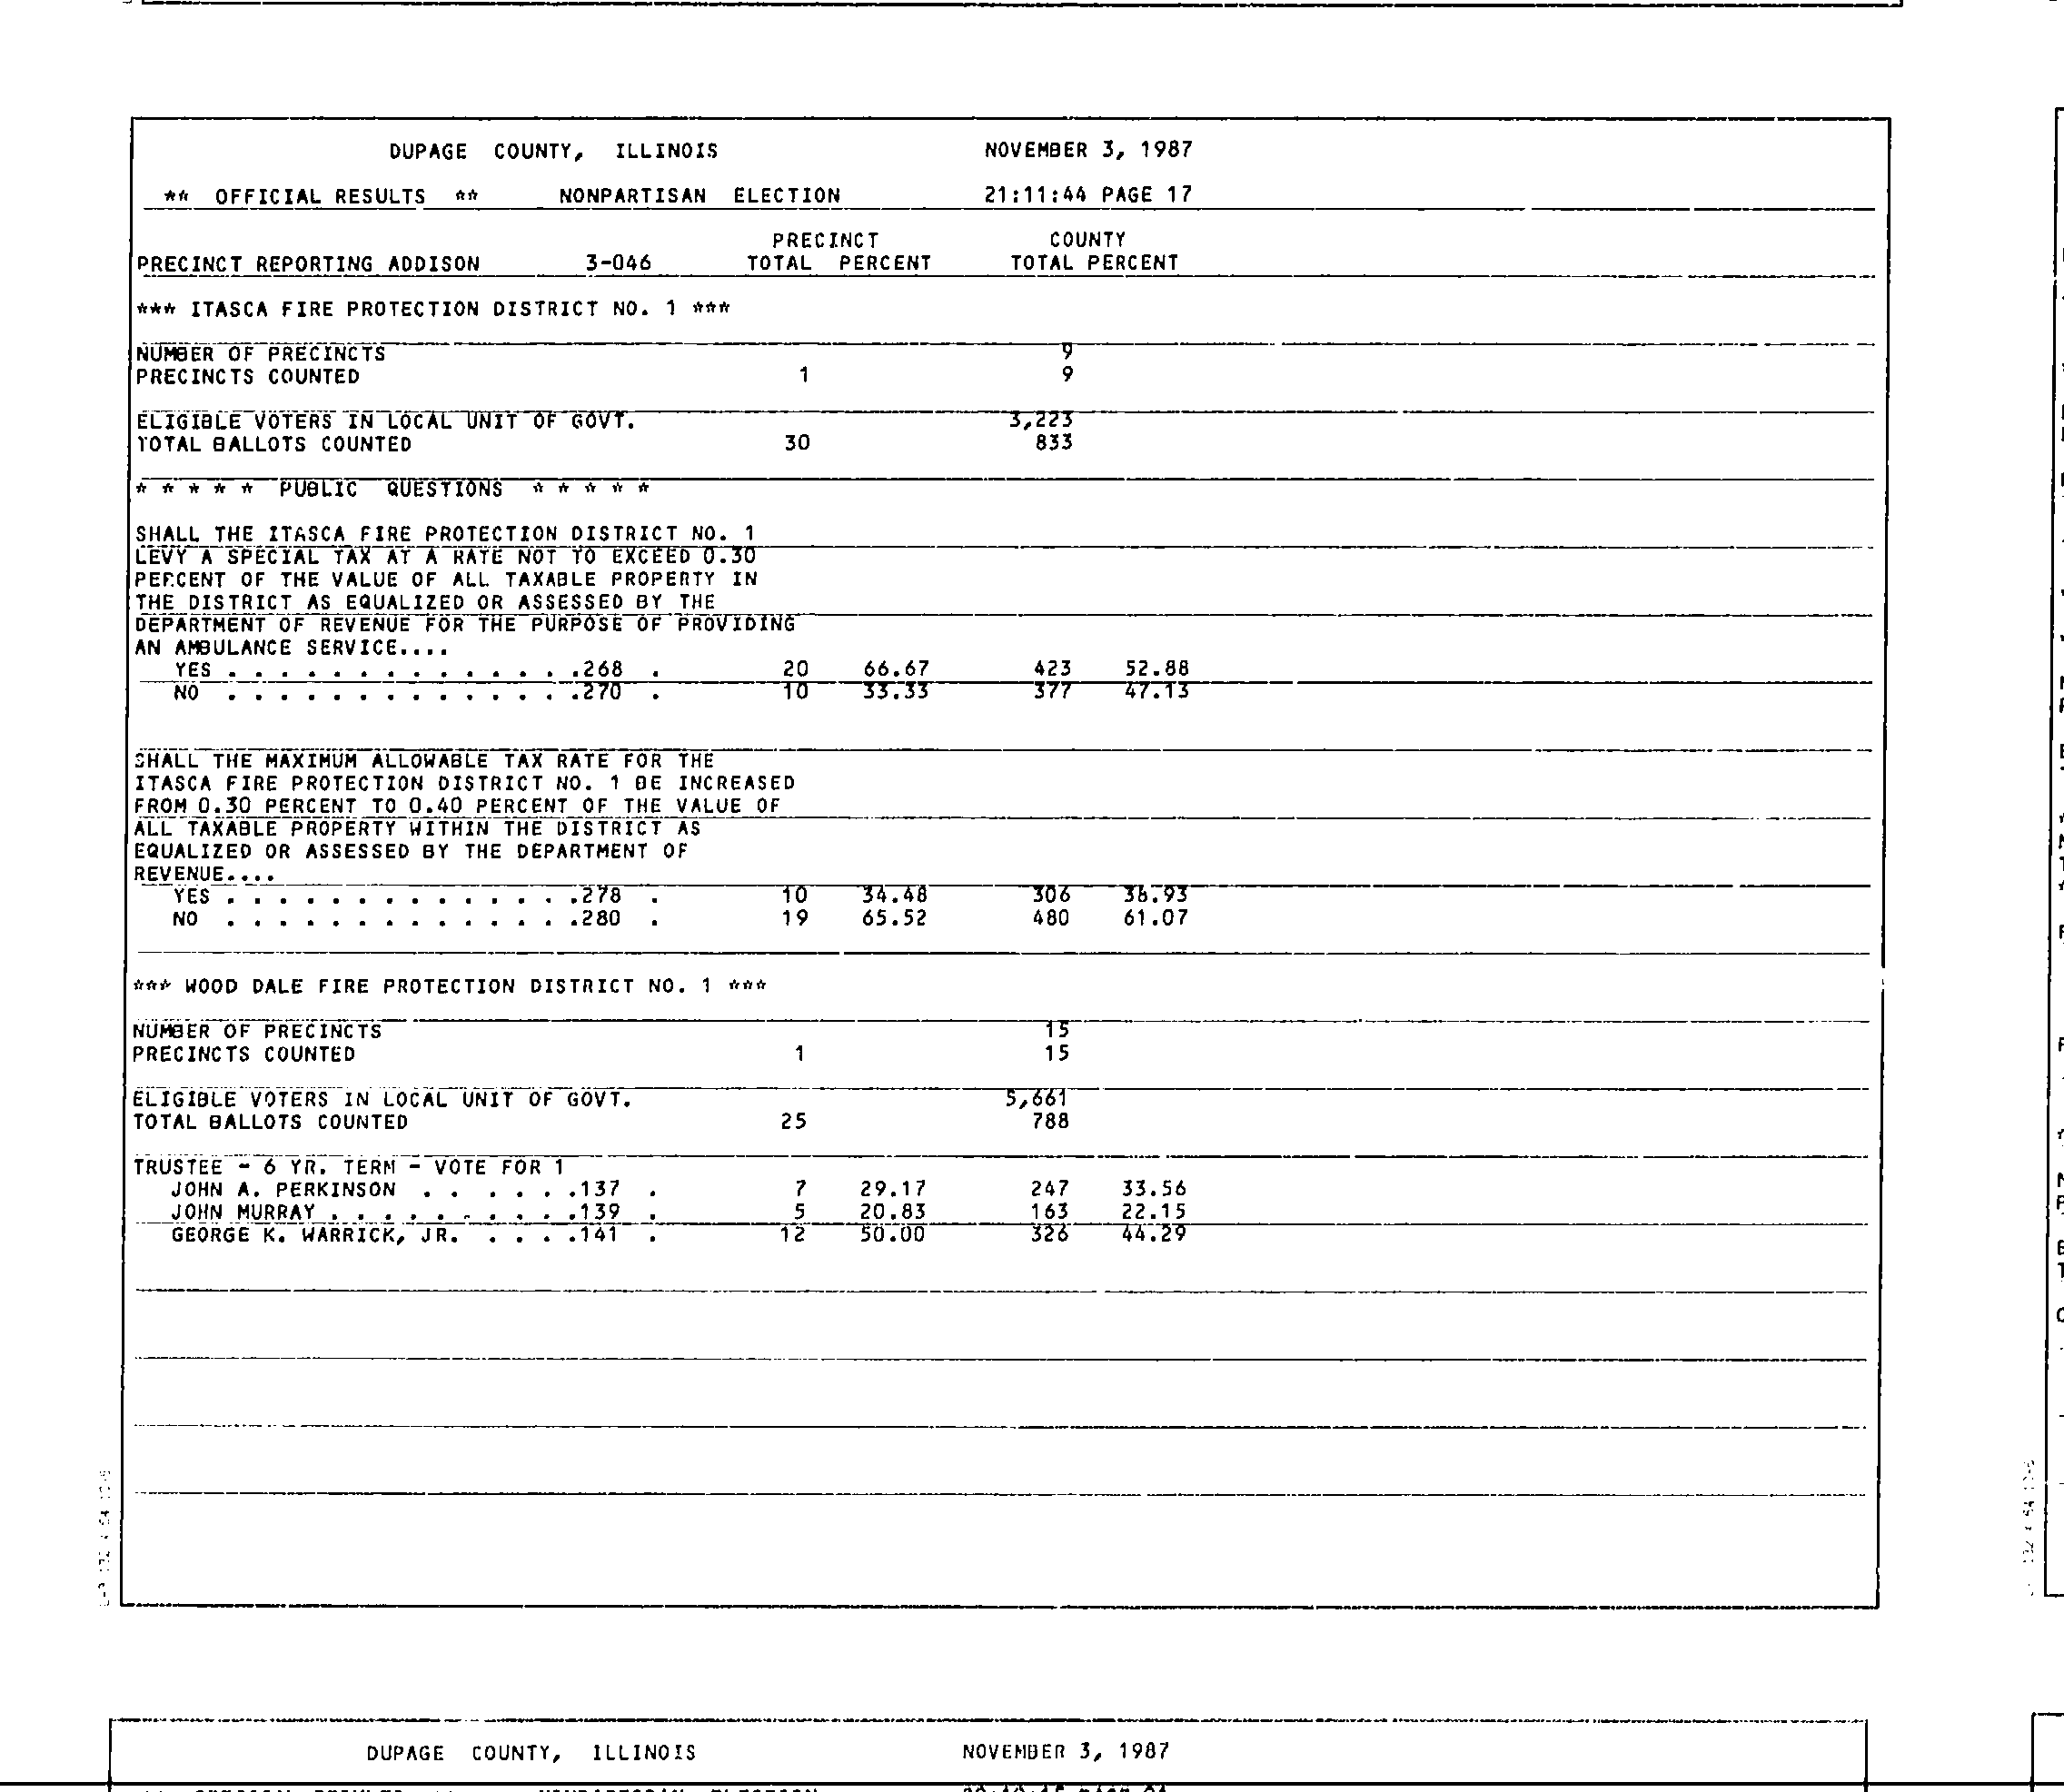 DUPAGE COUNTY, ILLINOIS NOVEMBER 3, 1987
** OFFICIAL RESULTS ** NONPARTISAN ELECTION 21:11:44 PAGE 17
PRECINCT COUNTY
PRECINCT REPORTING ADDISON 3-046 TOTAL PERCENT TOTAL PERCENT
*** ITASCA FIRE PROTECTION DISTRICT NO. 1 ***
NUMBER OF PRECINCTS 9
PRECINCTS COUNTED 1 9
ELIGIBLE VOTERS IN LOCAL UNIT OF GOVT. 3,223
TOTAL BALLOTS COUNTED 30 833
* * * * * PUBLIC QUESTIONS * * * * *
SHALL THE ITASCA FIRE PROTECTION DISTRICT NO. 1
LEVY A SPECIAL TAX AT A RATE NOT TO EXCEED 0.30
PERCENT OF THE VALUE OF ALL TAXABLE PROPERTY IN
THE DISTRICT AS EQUALIZED OR ASSESSED BY THE
DEPARTMENT OF REVENUE FOR THE PURPOSE OF PROVIDING
AN AMBULANCE SERVICE....
YES . . . . . . . . . . . . . .268 . 20 66.67 423 52.88
NO . . . . . . . . . . . . . .270 . 10 33.33 377 47.13
SHALL THE MAXIMUM ALLOWABLE TAX RATE FOR THE
ITASCA FIRE PROTECTION DISTRICT NO. 1 BE INCREASED
FROM 0.30 PERCENT TO 0.40 PERCENT OF THE VALUE OF
ALL TAXABLE PROPERTY WITHIN THE DISTRICT AS
EQUALIZED OR ASSESSED BY THE DEPARTMENT OF
REVENUE....
YES . . . . . . . . . . . . . .278 . 10 34.48 306 38.93
NO . . . . . . . . . . . . . .280 . 19 65.52 480 61.07
*** WOOD DALE FIRE PROTECTION DISTRICT NO. 1 ***
NUMBER OF PRECINCTS 15
PRECINCTS COUNTED 1 15
ELIGIBLE VOTERS IN LOCAL UNIT OF GOVT. 5,661
TOTAL BALLOTS COUNTED 25 788
TRUSTEE - 6 YR. TERM - VOTE FOR 1
JOHN A. PERKINSON . . . . . .137 . 7 29.17 247 33.56
JOHN MURRAY . . . . . . . . . .139 . 5 20.83 163 22.15
GEORGE K. WARRICK, JR. . . . .141 . 12 50.00 326 44.29
DUPAGE COUNTY, ILLINOIS NOVEMBER 3, 1987